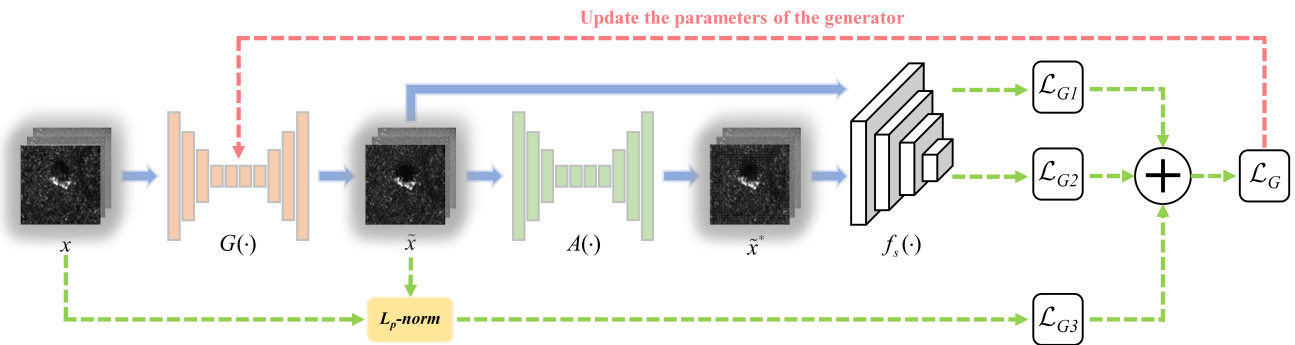 Update the parameters of the generator
ℒG1
ℒG2
ℒG
x
G(·)
x̃
A(·)
x̃*
fs(·)
Lp-norm
ℒG3